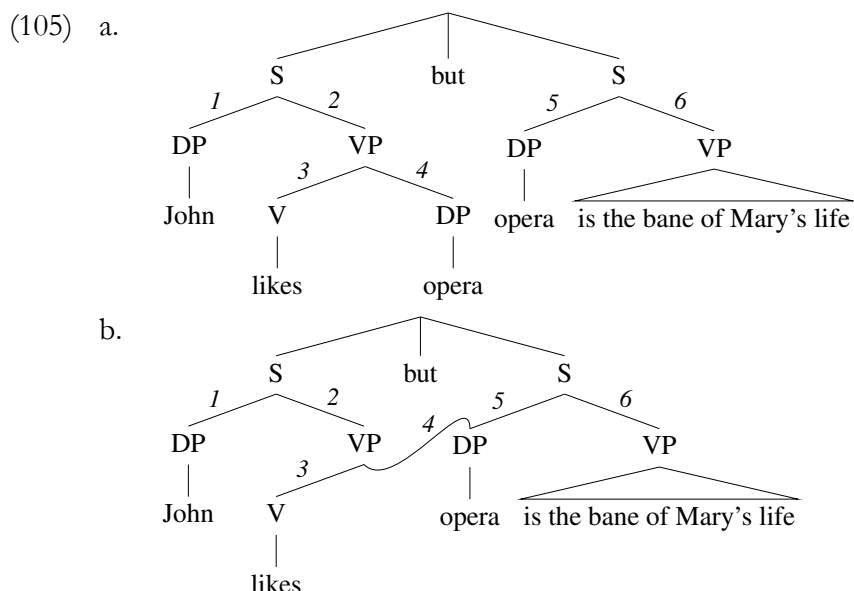 (105) a.
S but S
1 2 5 6
DP VP DP VP
3 4
John V DP opera is the bane of Mary's life
likes opera
b.
S but S
1 2 4 5 6
DP VP DP VP
3
John V opera is the bane of Mary's life
likes